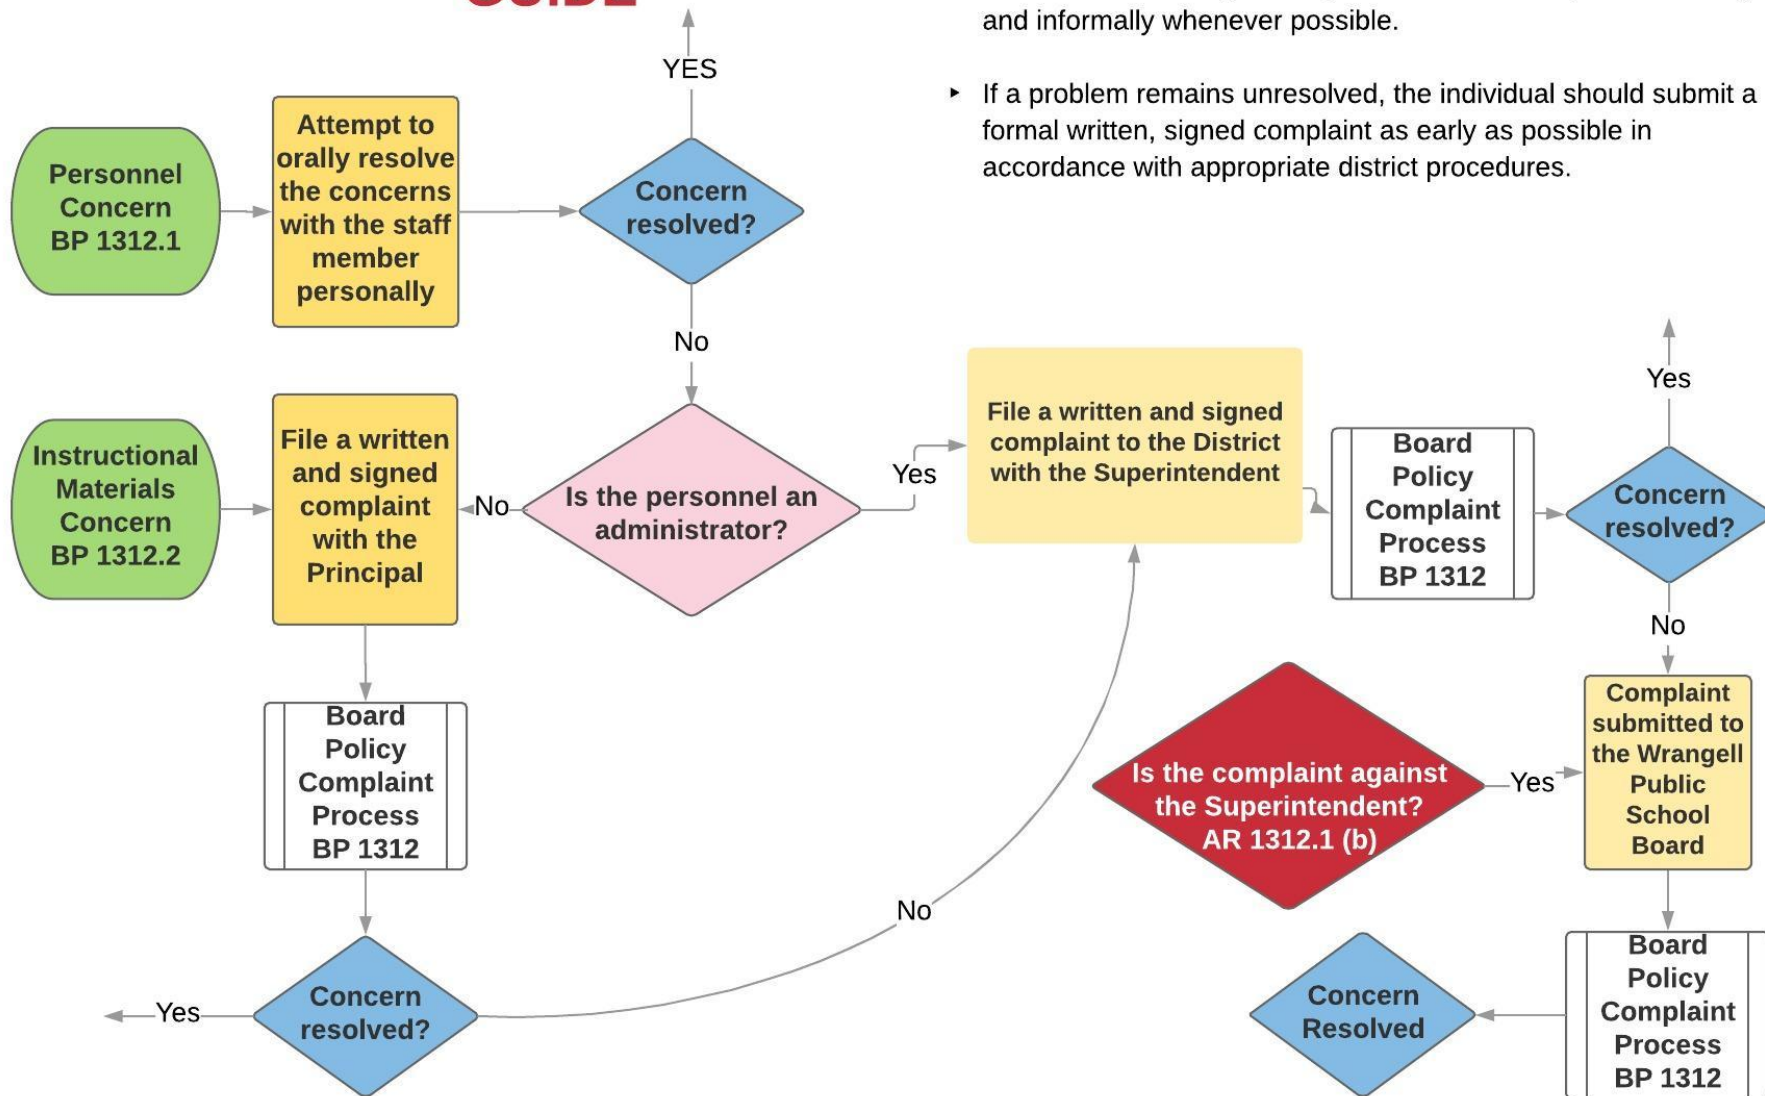 GUIDE
and informally whenever possible.
‣ If a problem remains unresolved, the individual should submit a
formal written, signed complaint as early as possible in
accordance with appropriate district procedures.
YES
Personnel
Concern
BP 1312.1
Attempt to
orally resolve
the concerns
with the staff
member
personally
Concern
resolved?
No
Instructional
Materials
Concern
BP 1312.2
File a written
and signed
complaint
with the
Principal
No
Is the personnel an
administrator?
Yes
File a written and signed
complaint to the District
with the Superintendent
Board
Policy
Complaint
Process
BP 1312
Yes
Concern
resolved?
No
Board
Policy
Complaint
Process
BP 1312
Is the complaint against
the Superintendent?
AR 1312.1 (b)
Yes
Complaint
submitted to
the Wrangell
Public
School
Board
No
Yes
Concern
resolved?
Concern
Resolved
Board
Policy
Complaint
Process
BP 1312